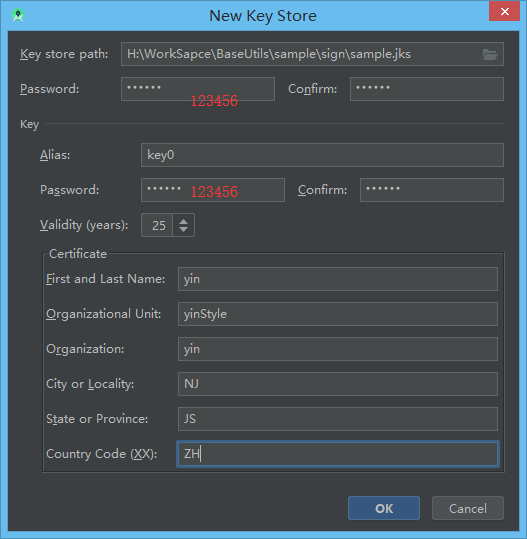 New Key Store
Key store path: H:\WorkSapce\BaseUtils\sample\sign\sample.jks
Password: •••••• Confirm: ••••••
123456
Key
Alias: key0
Password: •••••• 123456 Confirm: ••••••
Validity (years): 25
Certificate
First and Last Name: yin
Organizational Unit: yinStyle
Organization: yin
City or Locality: NJ
State or Province: JS
Country Code (XX): ZH
OK Cancel